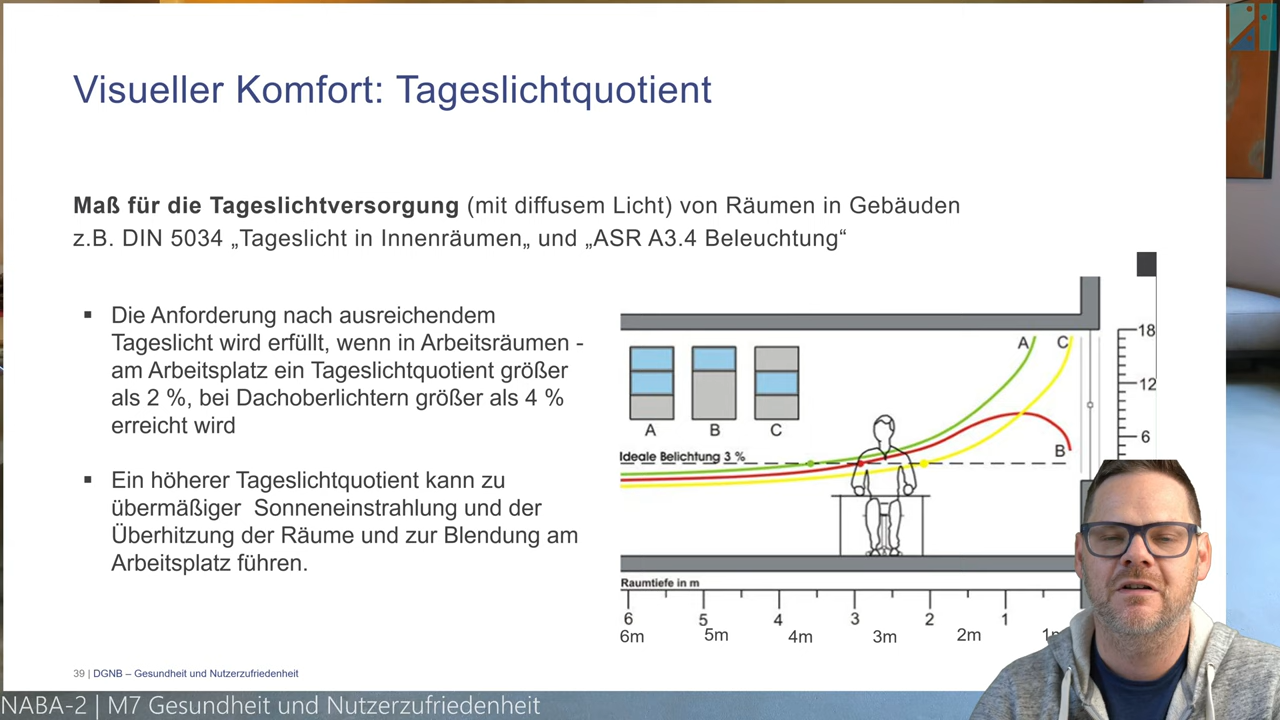 Visueller Komfort: Tageslichtquotient
Maß für die Tageslichtversorgung (mit diffusem Licht) von Räumen in Gebäuden
z.B. DIN 5034 „Tageslicht in Innenräumen„ und „ASR A3.4 Beleuchtung“
▪ Die Anforderung nach ausreichendem
Tageslicht wird erfüllt, wenn in Arbeitsräumen -
am Arbeitsplatz ein Tageslichtquotient größer
als 2 %, bei Dachoberlichtern größer als 4 %
erreicht wird
▪ Ein höherer Tageslichtquotient kann zu
übermäßiger  Sonneneinstrahlung und der
Überhitzung der Räume und zur Blendung am
Arbeitsplatz führen.
A C
18
12
6
A B C
B
Ideale Belichtung 3 %
Raumtiefe in m
6 5 4 3 2 1
6m 5m 4m 3m 2m
39 | DGNB – Gesundheit und Nutzerzufriedenheit
NABA-2 | M7 Gesundheit und Nutzerzufriedenheit